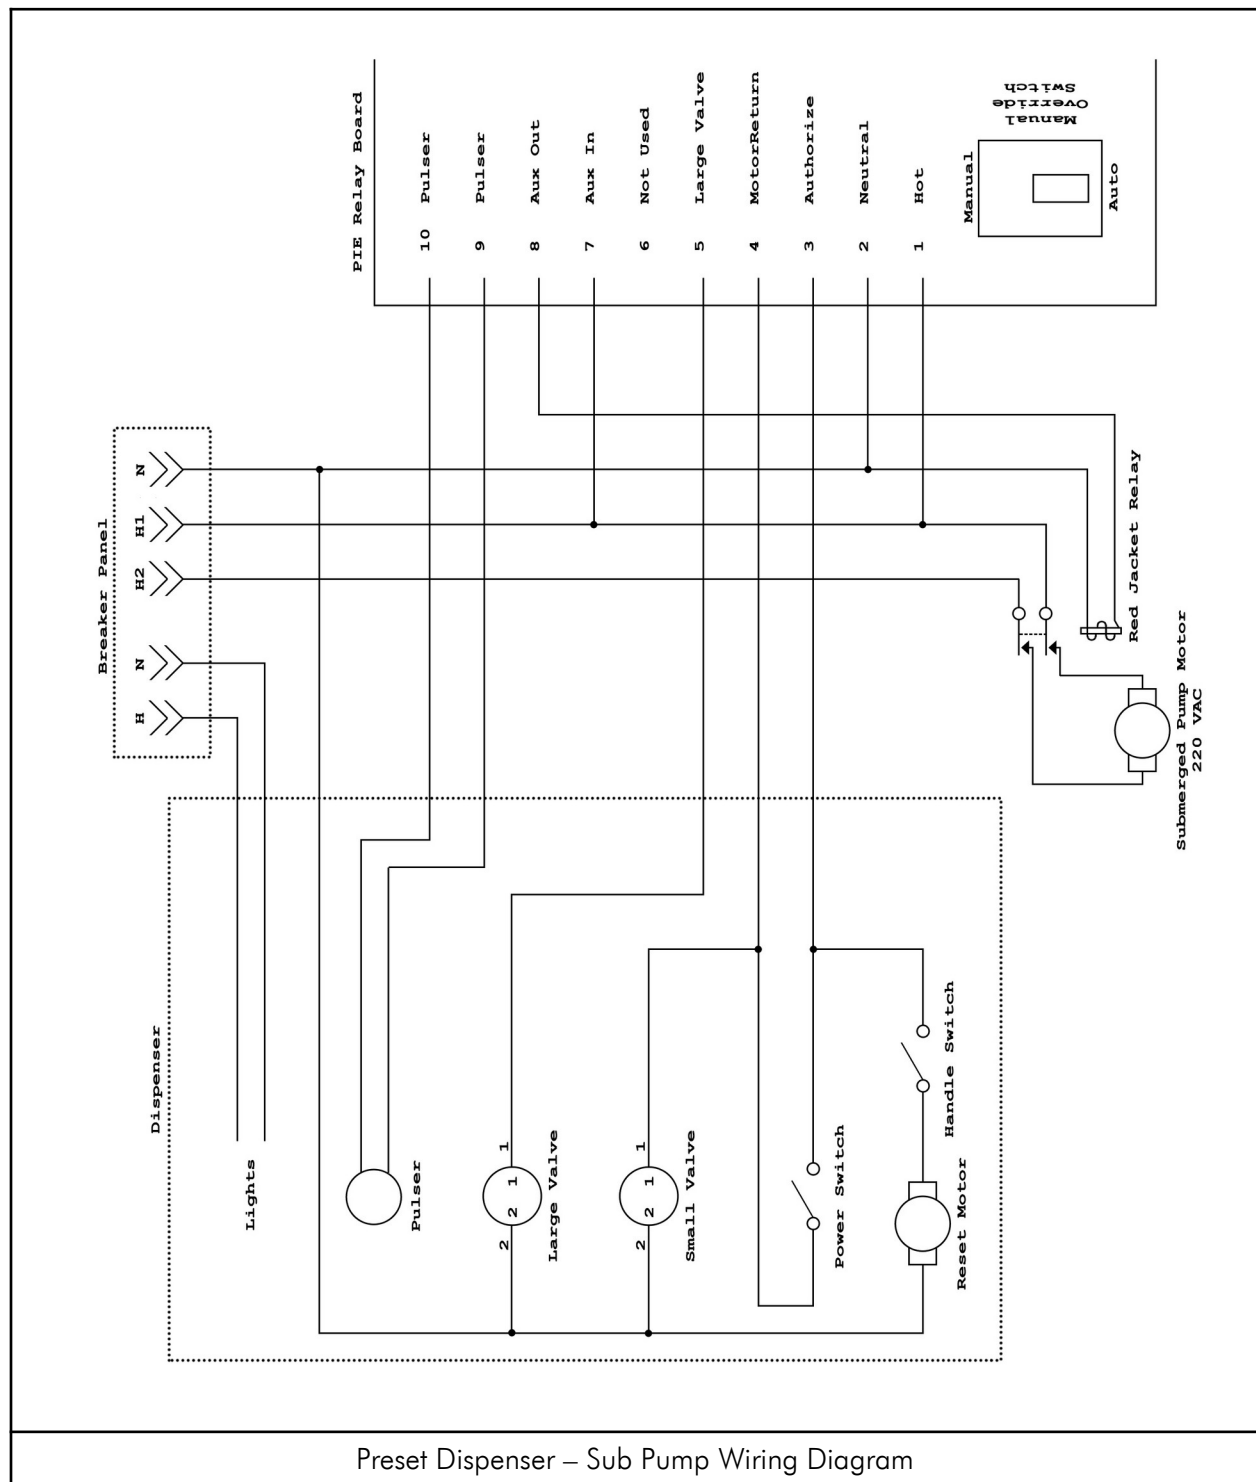 PIE Relay Board
10 Pulser
9 Pulser
8 Aux Out
7 Aux In
6 Not Used
5 Large Valve
4 MotorReturn
3 Authorize
2 Neutral
1 Hot
Manual
Override
Switch
Manual
Auto
Breaker Panel
N
H1
H2
N
H
Red Jacket Relay
Submerged Pump Motor
220 VAC
Dispenser
Lights
Pulser
1
1
2
2
Large Valve
1
1
2
2
Small Valve
Power Switch
Handle Switch
Reset Motor
Preset Dispenser – Sub Pump Wiring Diagram